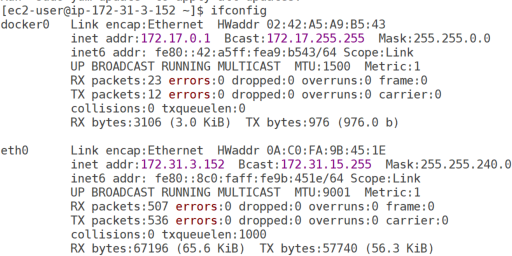 [ec2-user@ip-172-31-3-152 ~]$ ifconfig
docker0   Link encap:Ethernet  HWaddr 02:42:A5:A9:B5:43
          inet addr:172.17.0.1  Bcast:172.17.255.255  Mask:255.255.0.0
          inet6 addr: fe80::42:a5ff:fea9:b543/64 Scope:Link
          UP BROADCAST RUNNING MULTICAST  MTU:1500  Metric:1
          RX packets:23 errors:0 dropped:0 overruns:0 frame:0
          TX packets:12 errors:0 dropped:0 overruns:0 carrier:0
          collisions:0 txqueuelen:0
          RX bytes:3106 (3.0 KiB)  TX bytes:976 (976.0 b)
eth0      Link encap:Ethernet  HWaddr 0A:C0:FA:9B:45:1E
          inet addr:172.31.3.152  Bcast:172.31.15.255  Mask:255.255.240.0
          inet6 addr: fe80::8c0:faff:fe9b:451e/64 Scope:Link
          UP BROADCAST RUNNING MULTICAST  MTU:9001  Metric:1
          RX packets:507 errors:0 dropped:0 overruns:0 frame:0
          TX packets:536 errors:0 dropped:0 overruns:0 carrier:0
          collisions:0 txqueuelen:1000
          RX bytes:67196 (65.6 KiB)  TX bytes:57740 (56.3 KiB)